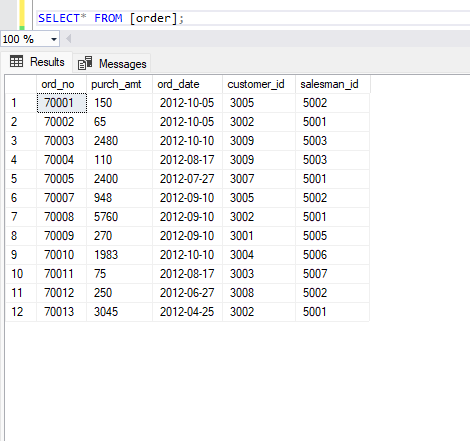 SELECT* FROM [order];
100 %
Results Messages
ord_no purch_amt ord_date customer_id salesman_id
1 70001 150 2012-10-05 3005 5002
2 70002 65 2012-10-05 3002 5001
3 70003 2480 2012-10-10 3009 5003
4 70004 110 2012-08-17 3009 5003
5 70005 2400 2012-07-27 3007 5001
6 70007 948 2012-09-10 3005 5002
7 70008 5760 2012-09-10 3002 5001
8 70009 270 2012-09-10 3001 5005
9 70010 1983 2012-10-10 3004 5006
10 70011 75 2012-08-17 3003 5007
11 70012 250 2012-06-27 3008 5002
12 70013 3045 2012-04-25 3002 5001